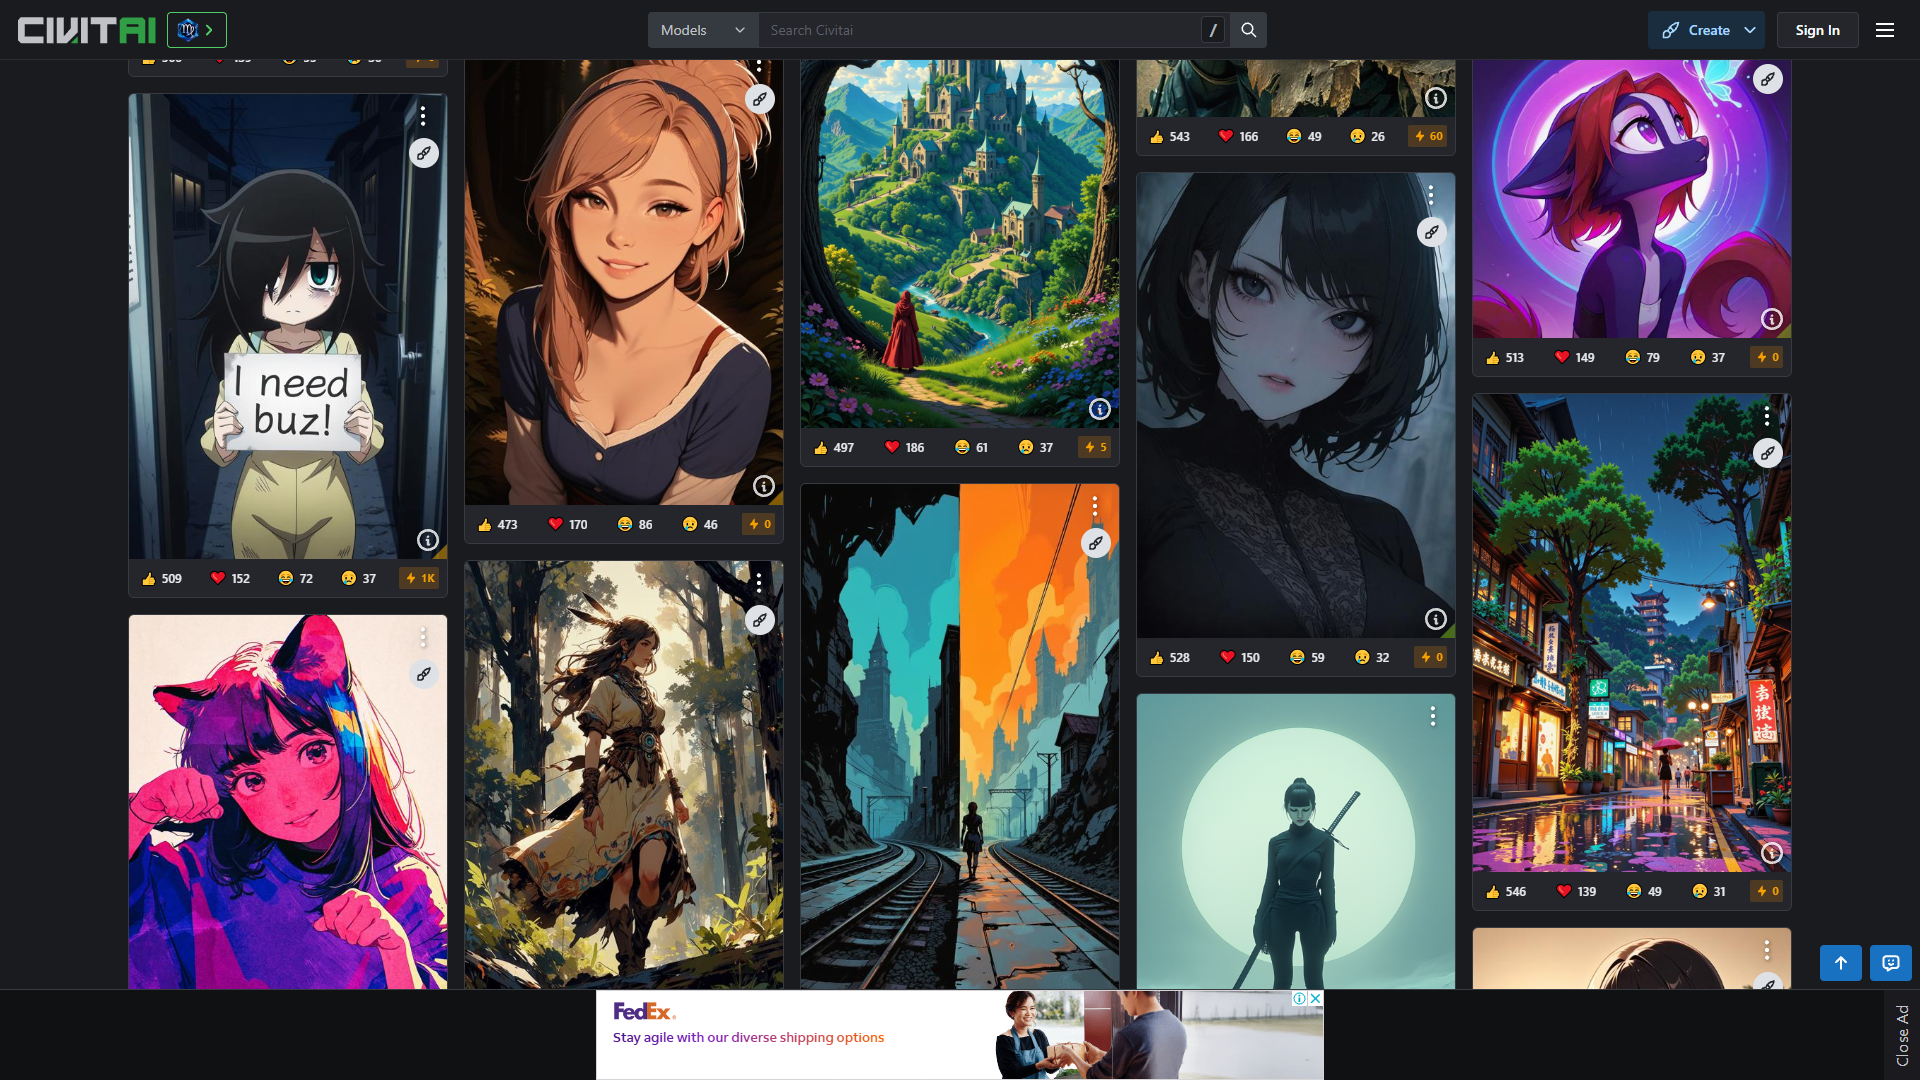 CIVITAI
Models
Search Civitai
/
Create
Sign In
543 166 49 26 60
I need
buz!
509 152 72 37 1K
473 170 86 46 0
497 186 61 37 5
528 150 59 32 0
513 149 79 37 0
546 139 49 31 0
FedEx
Stay agile with our diverse shipping options
Close Ad